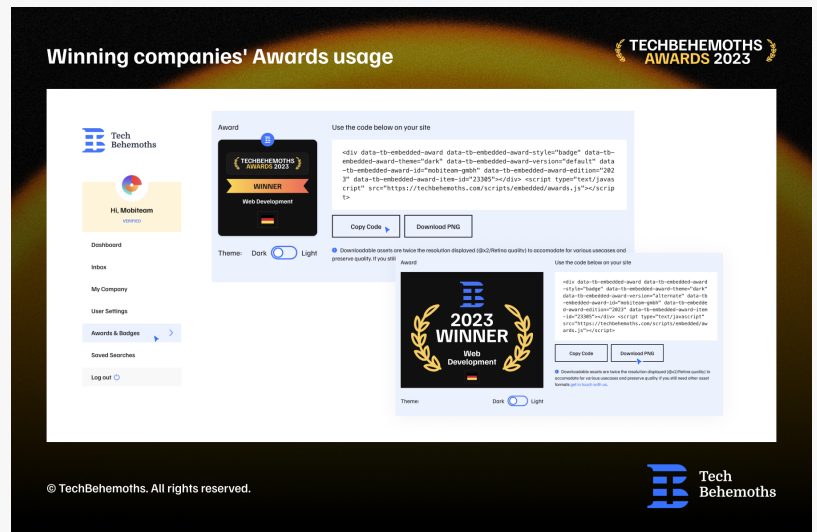 Winning companies' Awards usage
TECHBEHEMOTHS
AWARDS 2023
Tech
Behemoths
Hi, Mobiteam
VERIFIED
Dashboard
Inbox
My Company
User Settings
Awards & Badges
Saved Searches
Log out
Award
TECHBEHEMOTHS
AWARDS 2023
WINNER
Web Development
Theme: Dark Light
Use the code below on your site
<div data-tb-embedded-award data-tb-embedded-award-style="badge" data-tb-
embedded-award-theme="dark" data-tb-embedded-award-version="default" data
-tb-embedded-award-id="mobiteam-gmbh" data-tb-embedded-award-edition="202
3" data-tb-embedded-award-item-id="23305"></div> <script type="text/javas
cript" src="https://techbehemoths.com/scripts/embedded/awards.js"></scrip
t>
Copy Code
Download PNG
Downloadable assets are twice the resolution displayed (@x2/Retina quality) to accomodate for various usecases and
preserve quality. If you still
Award
2023
WINNER
Web
Development
Theme: Dark Light
Use the code below on your site
<div data-tb-embedded-award data-tb-embedded-award
-style="badge" data-tb-embedded-award-theme="dark"
data-tb-embedded-award-version="alternate" data-tb
-embedded-award-id="mobiteam-gmbh" data-tb-embedde
d-award-edition="2023" data-tb-embedded-award-item
-id="23305"></div> <script type="text/javascript"
src="https://techbehemoths.com/scripts/embedded/aw
ards.js"></script>
Copy Code
Download PNG
Downloadable assets are twice the resolution displayed (@x2/Retina quality) to
accomodate for various usecases and preserve quality. If you still need other asset
formats get in touch with us.
© TechBehemoths. All rights reserved.
Tech
Behemoths